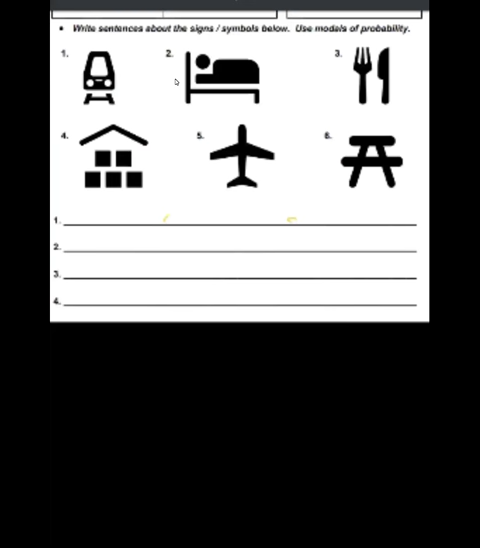 • Write sentences about the signs / symbols below. Use modals of probability.
1. 2. 3.
4. 5. 6.
1.
2.
3.
4.